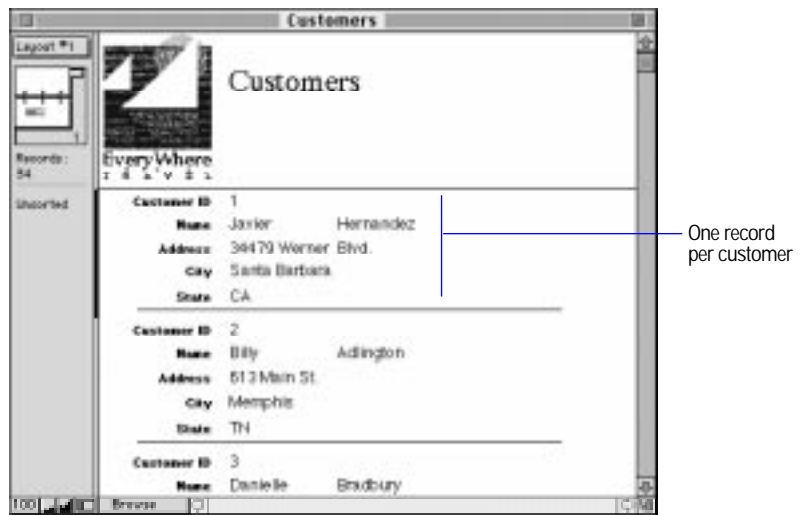 Customers
Layout #1
Customers
Records:
54
EveryWhere
Travel
Unsorted
Customer ID 1
Name Javier Hernandez
Address 34479 Werner Blvd.
City Santa Barbara
State CA
One record
per customer
Customer ID 2
Name Billy Adlington
Address 613 Main St.
City Memphis
State TN
Customer ID 3
Name Danielle Bradbury
100 Browse